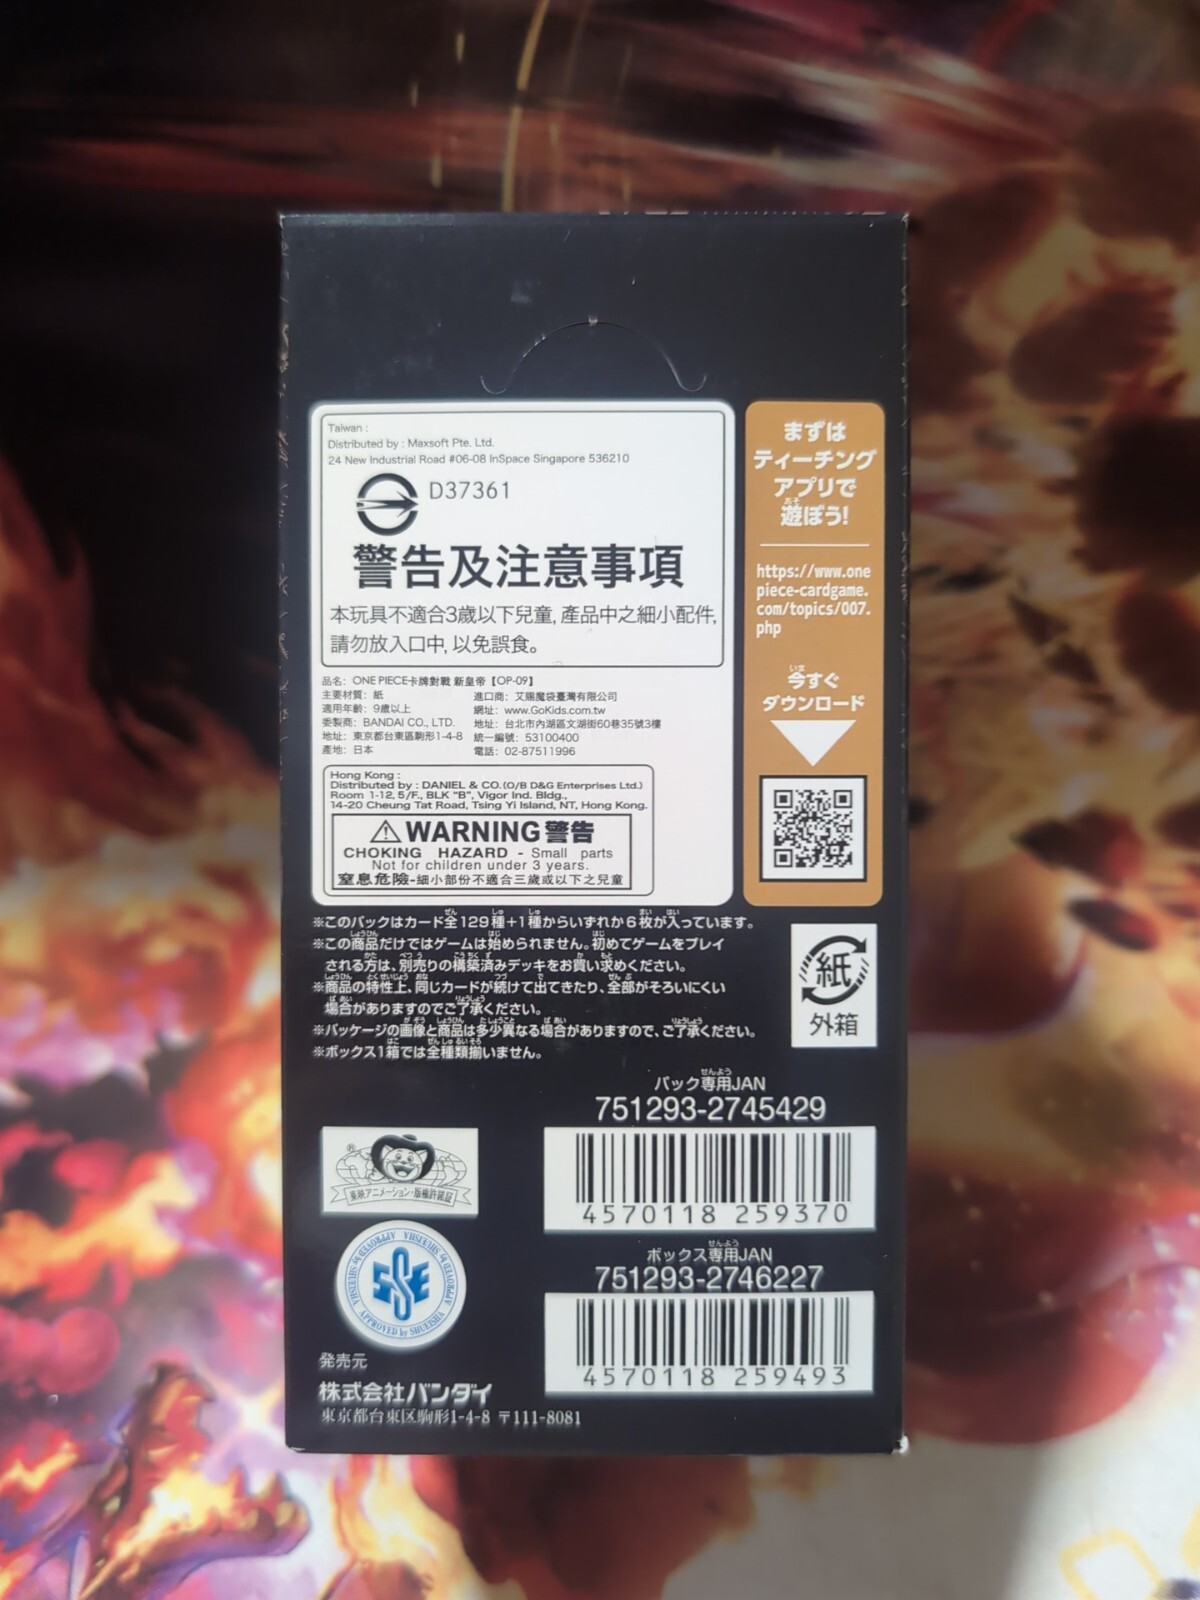 Taiwan :
Distributed by : Maxsoft Pte. Ltd.
24 New Industrial Road #06-08 InSpace Singapore 536210
D37361
警告及注意事項
本玩具不適合3歲以下兒童, 產品中之細小配件,
請勿放入口中, 以免誤食。
品名: ONE PIECE卡牌對戰 新皇帝【OP-09】
主要材質: 紙
適用年齡: 9歲以上
委製商: BANDAI CO., LTD.
地址: 東京都台東區駒形1-4-8
產地: 日本
進口商: 艾賜魔袋臺灣有限公司
網址: www.GoKids.com.tw
地址: 台北市內湖區文湖街60巷35號3樓
統一編號: 53100400
電話: 02-87511996
Hong Kong :
Distributed by : DANIEL & CO.(O/B D&G Enterprises Ltd.)
Room 1-12, 5/F., BLK "B", Vigor Ind. Bldg.,
14-20 Cheung Tat Road, Tsing Yi Island, NT, Hong Kong.
WARNING 警告
CHOKING HAZARD - Small parts
Not for children under 3 years.
窒息危險-細小部份不適合三歲或以下之兒童
まずは
ティーチング
アプリで
遊ぼう!
https://www.one
piece-cardgame.
com/topics/007.
php
今すぐ
ダウンロード
※このパックはカード全129種+1種からいずれか6枚が入っています。
※この商品だけではゲームは始められません。初めてゲームをプレイ
される方は、別売りの構築済みデッキをお買い求めください。
※商品の特性上、同じカードが続けて出てきたり、全部がそろいにくい
場合がありますのでご了承ください。
※パッケージの画像と商品は多少異なる場合がありますので、ご了承ください。
※ボックス1箱では全種類揃いません。
紙
外箱
パック専用JAN
751293-2745429
4570118 259370
ボックス専用JAN
751293-2746227
4570118 259493
東映アニメーション・版権許諾証
APPROVED by SHUEISHA
発売元
株式会社バンダイ
東京都台東区駒形1-4-8 〒111-8081